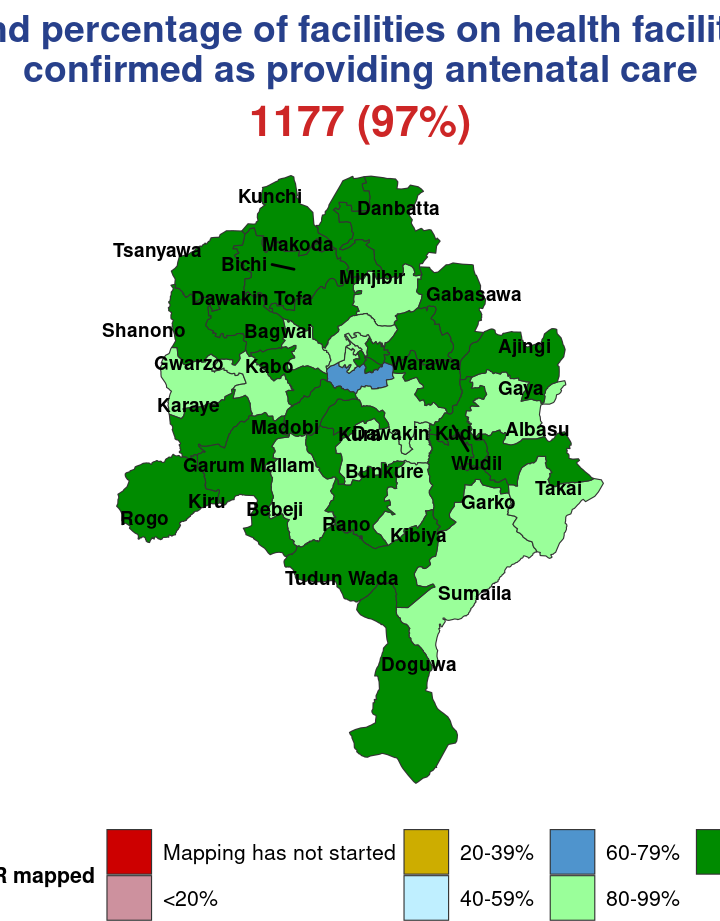 nd percentage of facilities on health facilit
confirmed as providing antenatal care
1177 (97%)
Kunchi
Danbatta
Makoda
Tsanyawa
Bichi
Minjibir
Dawakin Tofa
Gabasawa
Shanono
Bagwai
Ajingi
Gwarzo
Kabo
Warawa
Gaya
Karaye
Madobi
Kura
Dawakin Kudu
Albasu
Garum Mallam
Bunkure
Wudil
Takai
Kiru
Bebeji
Garko
Rogo
Rano
Kibiya
Tudun Wada
Sumaila
Doguwa
R mapped
Mapping has not started
20-39%
60-79%
<20%
40-59%
80-99%